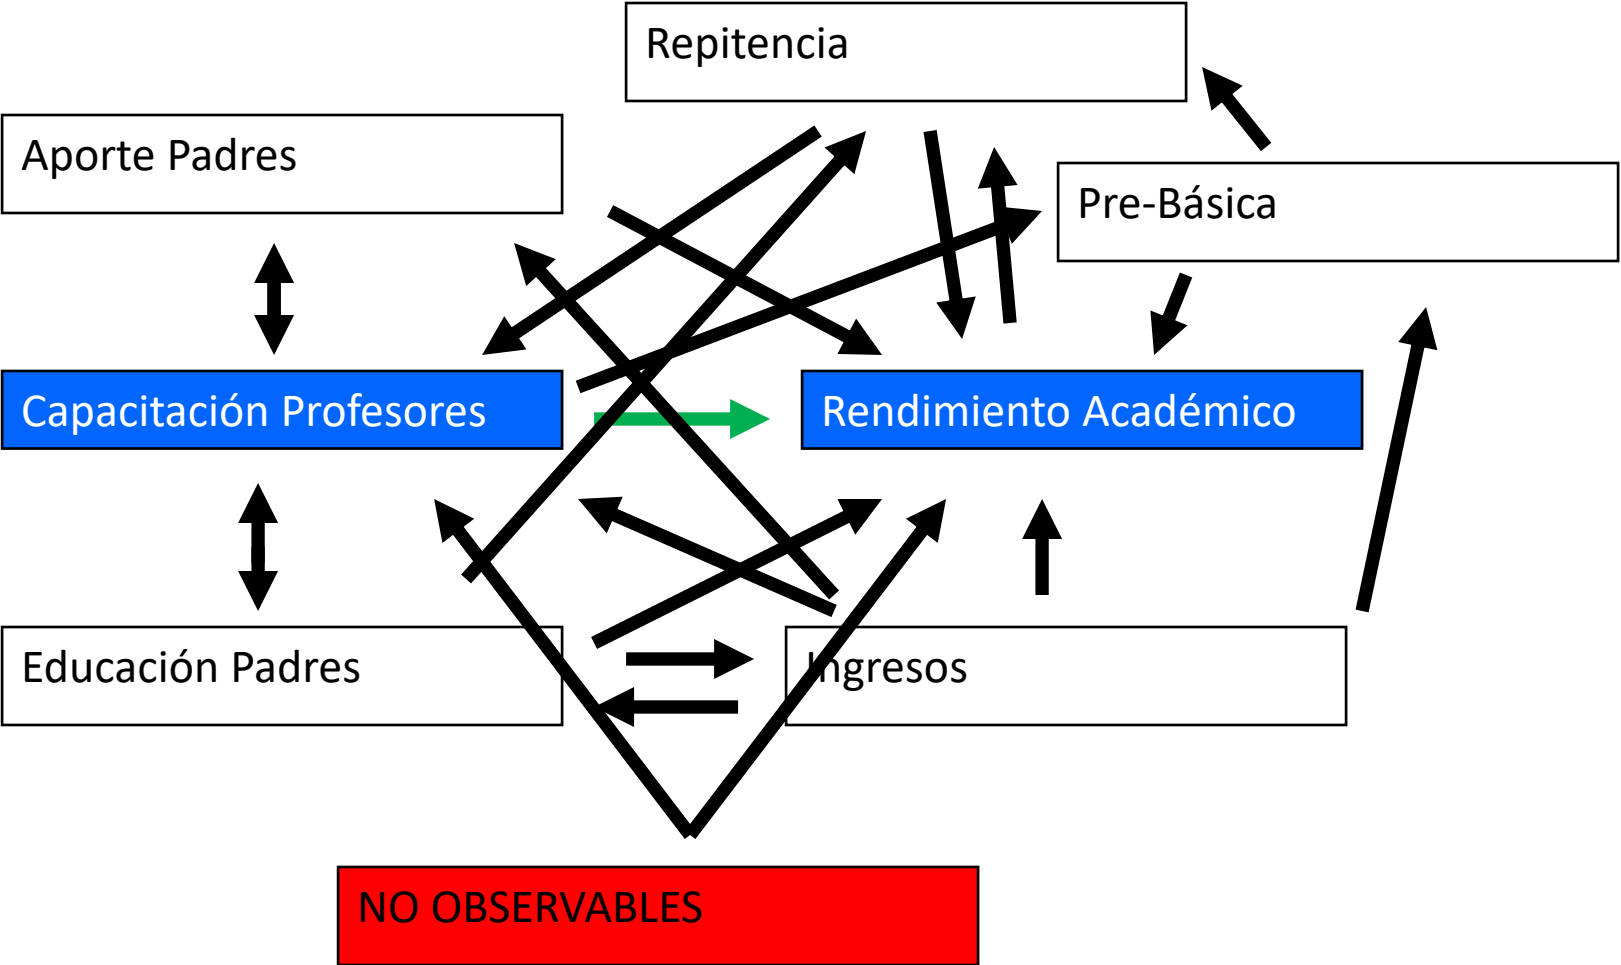 Repitencia
Aporte Padres
Pre-Básica
Capacitación Profesores
Rendimiento Académico
Educación Padres
Ingresos
NO OBSERVABLES